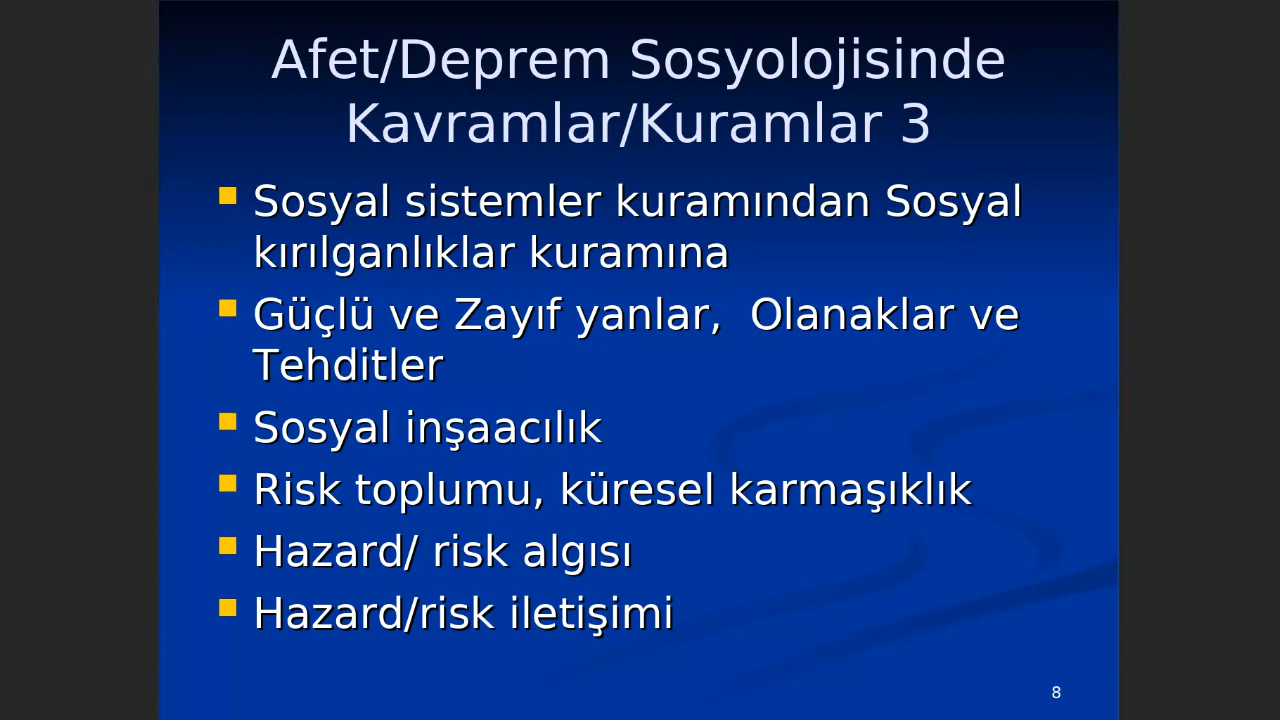 Afet/Deprem Sosyolojisinde
Kavramlar/Kuramlar 3
Sosyal sistemler kuramından Sosyal
kırılganlıklar kuramına
Güçlü ve Zayıf yanlar,  Olanaklar ve
Tehditler
Sosyal inşaacılık
Risk toplumu, küresel karmaşıklık
Hazard/ risk algısı
Hazard/risk iletişimi
8